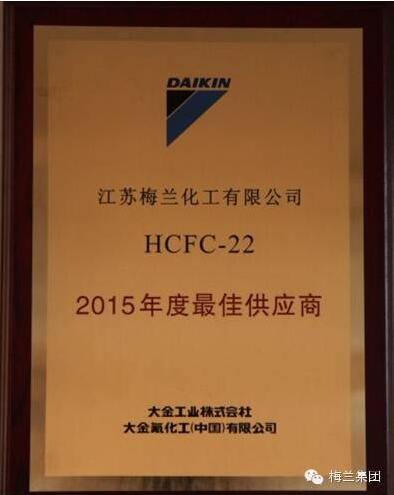 DAIKIN
江苏梅兰化工有限公司
HCFC-22
2015年度最佳供应商
大金工业株式会社
大金氟化工(中国)有限公司
梅兰集团